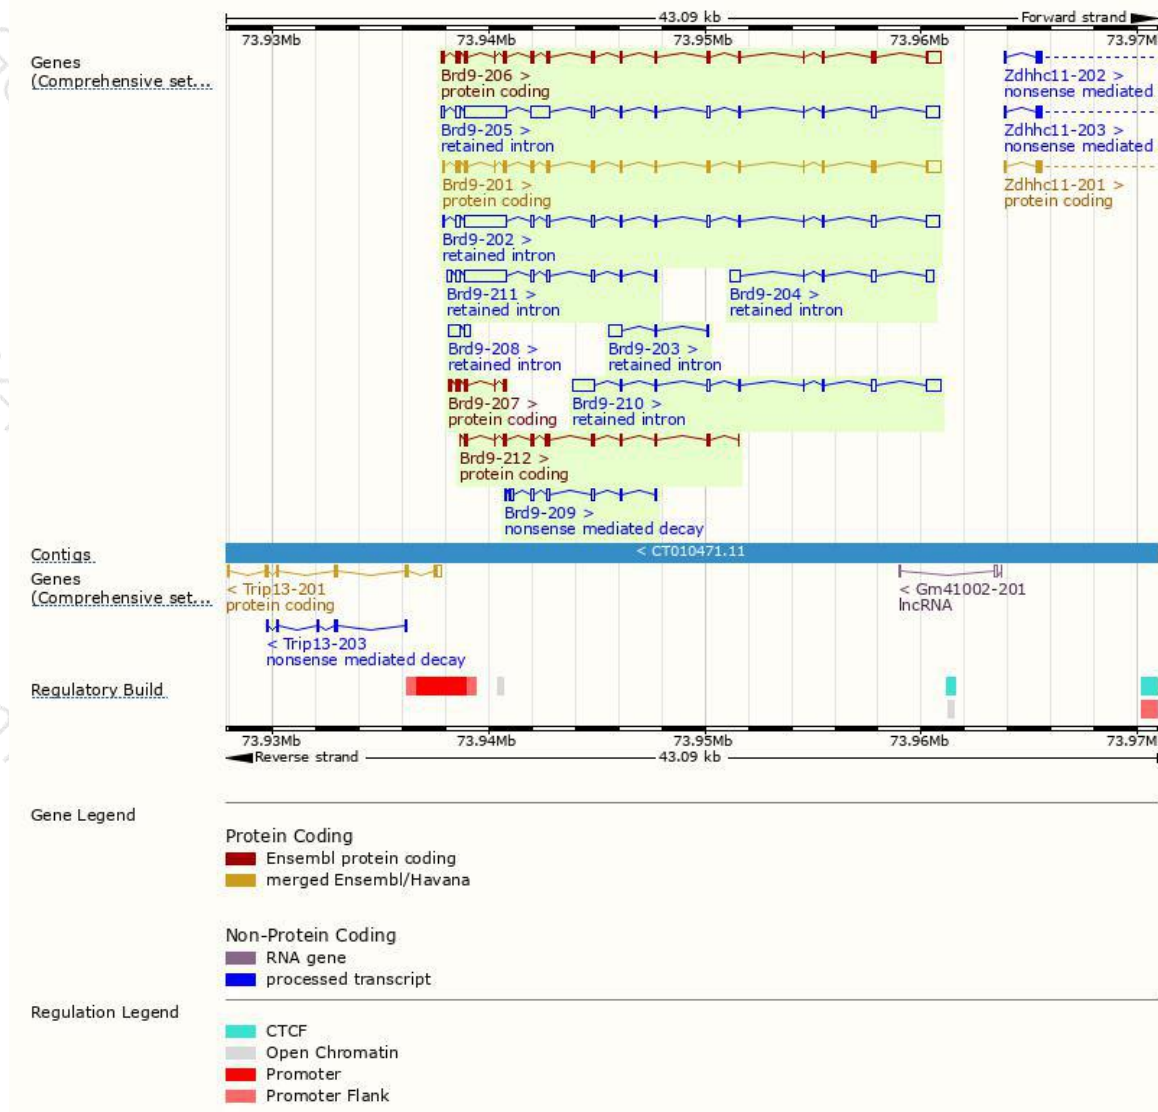 43.09 kb
Forward strand
73.93Mb 73.94Mb 73.95Mb 73.96Mb 73.97M
Genes
(Comprehensive set...
Brd9-206 >
protein coding
Zdhhc11-202 >
nonsense mediated
Brd9-205 >
retained intron
Zdhhc11-203 >
nonsense mediated
Brd9-201 >
protein coding
Zdhhc11-201 >
protein coding
Brd9-202 >
retained intron
Brd9-211 >
retained intron
Brd9-204 >
retained intron
Brd9-208 >
retained intron
Brd9-203 >
retained intron
Brd9-207 >
protein coding
Brd9-210 >
retained intron
Brd9-212 >
protein coding
Brd9-209 >
nonsense mediated decay
Contigs
< CT010471.11
Genes
(Comprehensive set...
< Trip13-201
protein coding
< Gm41002-201
lncRNA
< Trip13-203
nonsense mediated decay
Regulatory Build
73.93Mb 73.94Mb 73.95Mb 73.96Mb 73.97M
Reverse strand
43.09 kb
Gene Legend
Protein Coding
Ensembl protein coding
merged Ensembl/Havana
Non-Protein Coding
RNA gene
processed transcript
Regulation Legend
CTCF
Open Chromatin
Promoter
Promoter Flank